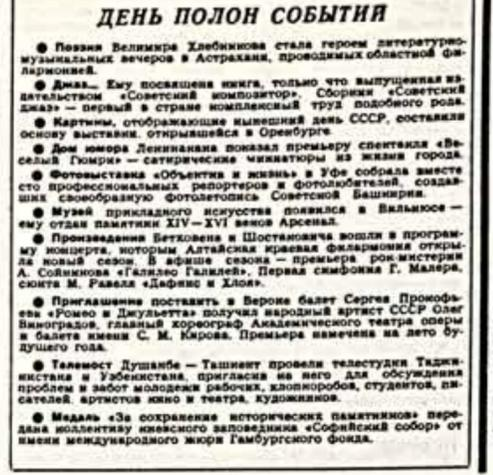 ДЕНЬ ПОЛОН СОБЫТИЙ
● Поэзия Велимира Хлебникова стала героем литературно-
музыкальных вечеров в Астрахани, проводимых областной фи-
лармонией.
● Джаз... Ему посвящена книга, только что выпущенная из-
дательством «Советский композитор». Сборник «Советский
джаз» — первый в стране комплексный труд подобного рода.
● Картины, отображающие нынешний день СССР, составили
основу выставки, открывшейся в Оренбурге.
● Дом юмора Ленинакана показал премьеру спектакля «Ве-
селый Гюмри» — сатирические миниатюры из жизни города.
● Фотовыставка «Объектив и жизнь» в Уфе собрала вместе
сто профессиональных репортеров и фотолюбителей, создав-
ших своеобразную фотолетопись Советской Башкирии.
● Музей прикладного искусства появился в Вильнюсе —
ему отдан памятник XIV—XVI веков Арсенал.
● Произведения Бетховена и Шостаковича вошли в програм-
му концерта, которым Алтайская краевая филармония откры-
ла новый сезон. В афише сезона — премьера рок-мистерии
А. Сойникова «Галилео Галилей», Первая симфония Г. Малера,
сюита М. Равеля «Дафнис и Хлоя».
● Приглашение поставить в Вероне балет Сергея Прокофь-
ева «Ромео и Джульетта» получил народный артист СССР Олег
Виноградов, главный хореограф Академического театра оперы
и балета имени С. М. Кирова. Премьера намечена на лето бу-
дущего года.
● Телемост Душанбе — Ташкент провели телестудии Таджи-
кистана и Узбекистана, пригласив на него для обсуждения
проблем и забот молодежи рабочих, хлопкоробов, студентов, пи-
сателей, артистов кино и театра, художников.
● Медаль «За сохранение исторических памятников» пере-
дана коллективу киевского заповедника «Софийский собор» от
имени международного жюри Гамбургского фонда.